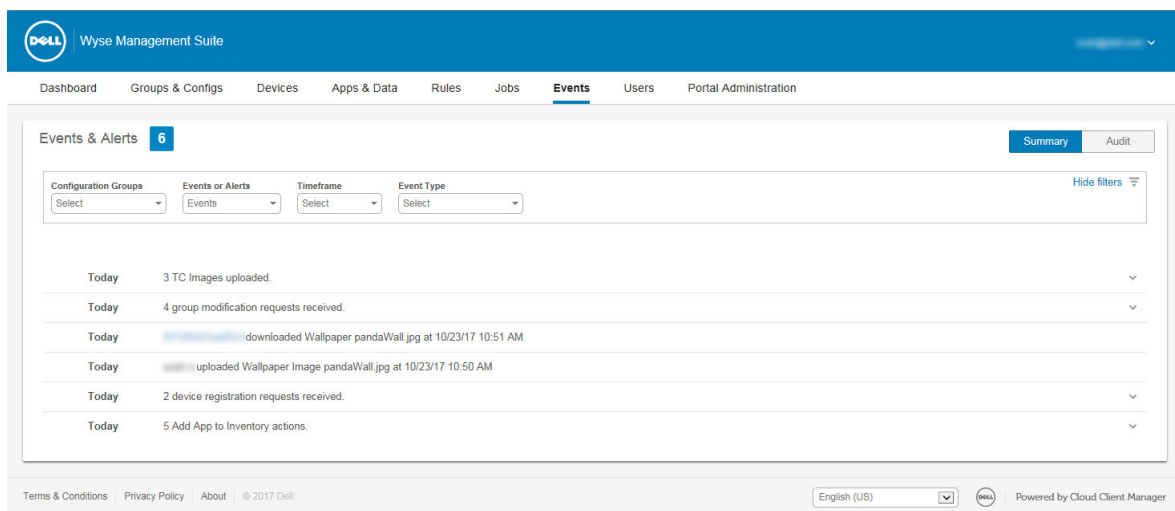 DELL Wyse Management Suite
Dashboard Groups & Configs Devices Apps & Data Rules Jobs Events Users Portal Administration
Events & Alerts 6 Summary Audit
Configuration Groups Events or Alerts Timeframe Event Type Hide filters
Select Events Select Select
Today 3 TC Images uploaded.
Today 4 group modification requests received.
Today downloaded Wallpaper pandaWall.jpg at 10/23/17 10:51 AM
Today uploaded Wallpaper Image pandaWall.jpg at 10/23/17 10:50 AM
Today 2 device registration requests received.
Today 5 Add App to Inventory actions.
Terms & Conditions Privacy Policy About © 2017 Dell English (US) DELL Powered by Cloud Client Manager